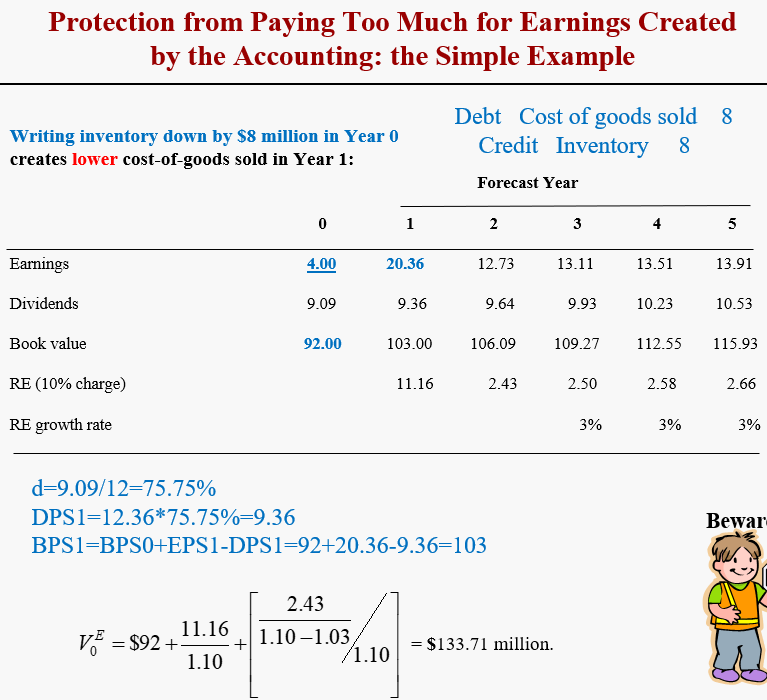 Protection from Paying Too Much for Earnings Created
by the Accounting: the Simple Example
Debt Cost of goods sold 8
Writing inventory down by $8 million in Year 0
Credit Inventory 8
creates lower cost-of-goods sold in Year 1:
Forecast Year
0 1 2 3 4 5
Earnings 4.00 20.36 12.73 13.11 13.51 13.91
Dividends 9.09 9.36 9.64 9.93 10.23 10.53
Book value 92.00 103.00 106.09 109.27 112.55 115.93
RE (10% charge) 11.16 2.43 2.50 2.58 2.66
RE growth rate 3% 3% 3%
d=9.09/12=75.75%
DPS1=12.36*75.75%=9.36
BPS1=BPS0+EPS1-DPS1=92+20.36-9.36=103
Bewar
V_0^E = $92 + 11.16/1.10 + [2.43/(1.10 – 1.03) / 1.10] = $133.71 million.